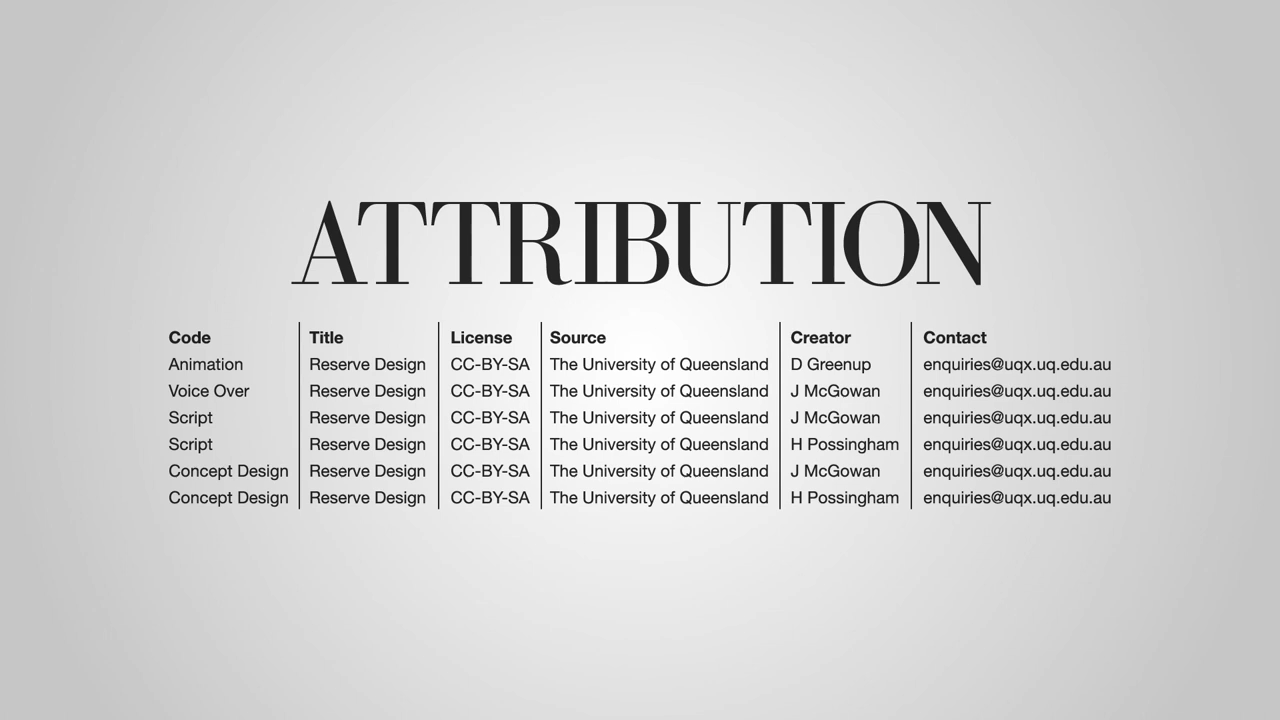 ATTRIBUTION
Code Title License Source Creator Contact
Animation Reserve Design CC-BY-SA The University of Queensland D Greenup enquiries@uqx.uq.edu.au
Voice Over Reserve Design CC-BY-SA The University of Queensland J McGowan enquiries@uqx.uq.edu.au
Script Reserve Design CC-BY-SA The University of Queensland J McGowan enquiries@uqx.uq.edu.au
Script Reserve Design CC-BY-SA The University of Queensland H Possingham enquiries@uqx.uq.edu.au
Concept Design Reserve Design CC-BY-SA The University of Queensland J McGowan enquiries@uqx.uq.edu.au
Concept Design Reserve Design CC-BY-SA The University of Queensland H Possingham enquiries@uqx.uq.edu.au